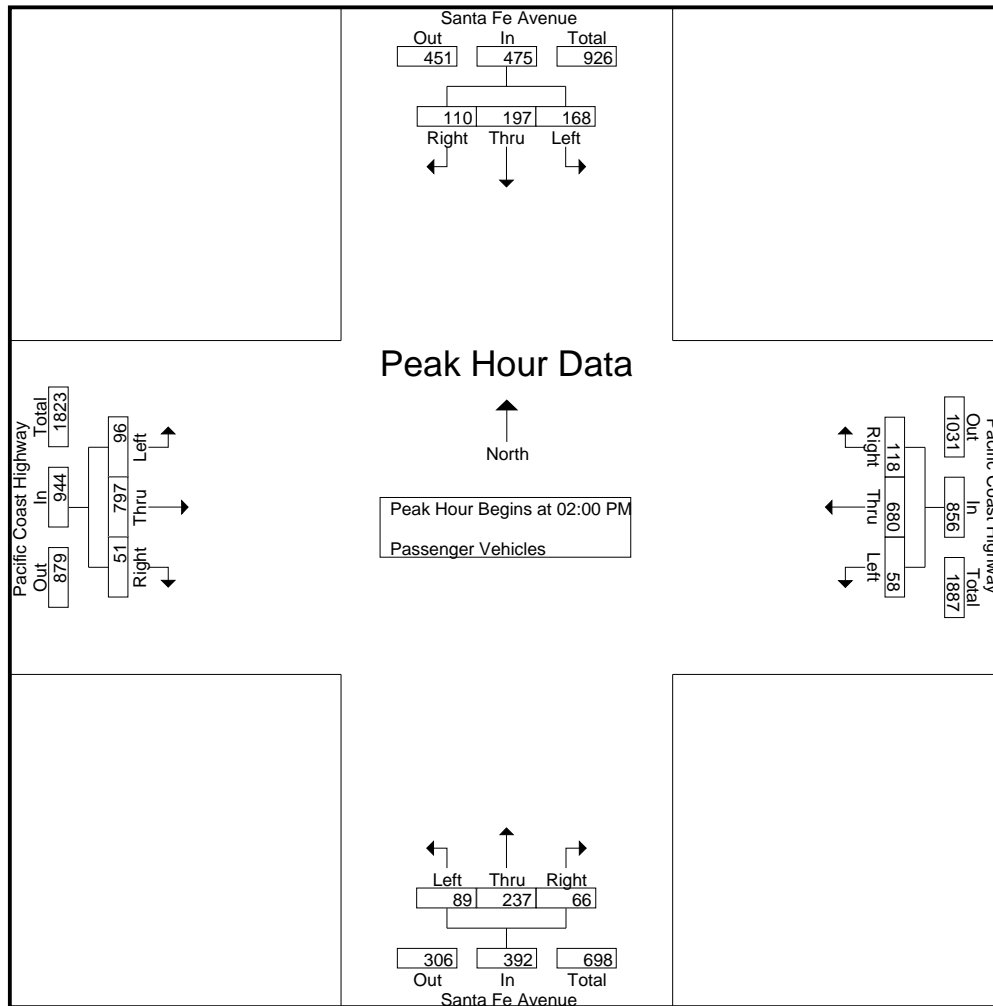 Santa Fe Avenue
Out In Total
451 475 926
110 197 168
Right Thru Left
Peak Hour Data
North
Peak Hour Begins at 02:00 PM
Passenger Vehicles
Pacific Coast Highway
Total In Out
1823 944 879
96 797 51
Left Thru Right
Pacific Coast Highway
Out In Total
1031 856 1887
118 680 58
Right Thru Left
Left Thru Right
89 237 66
306 392 698
Out In Total
Santa Fe Avenue